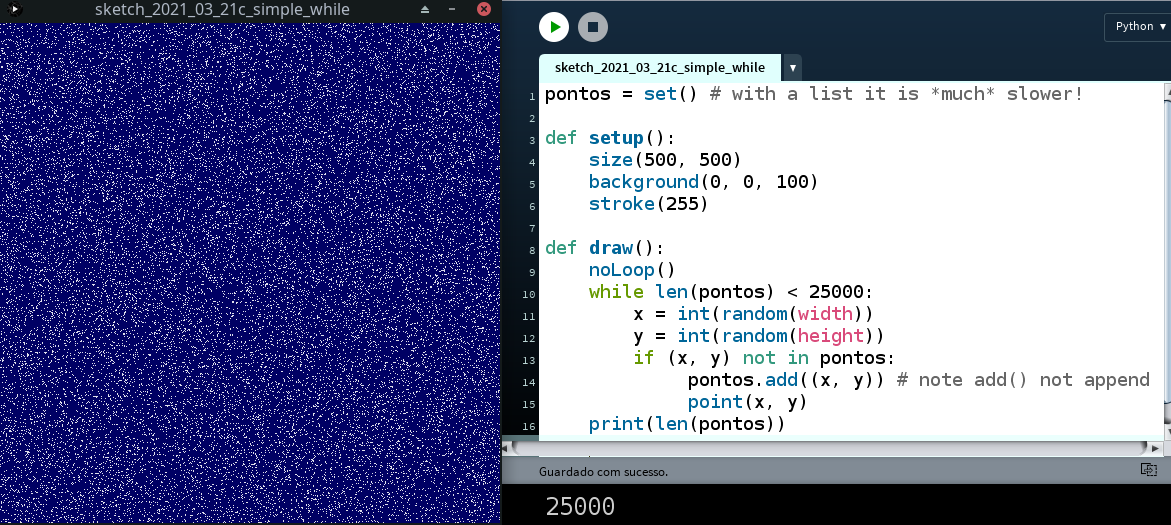 sketch_2021_03_21c_simple_while
Python ▾
sketch_2021_03_21c_simple_while ▾
1 pontos = set() # with a list it is *much* slower!
2
3 def setup():
4     size(500, 500)
5     background(0, 0, 100)
6     stroke(255)
7
8 def draw():
9     noLoop()
10     while len(pontos) < 25000:
11         x = int(random(width))
12         y = int(random(height))
13         if (x, y) not in pontos:
14              pontos.add((x, y)) # note add() not append
15              point(x, y)
16     print(len(pontos))
Guardado com sucesso.
25000